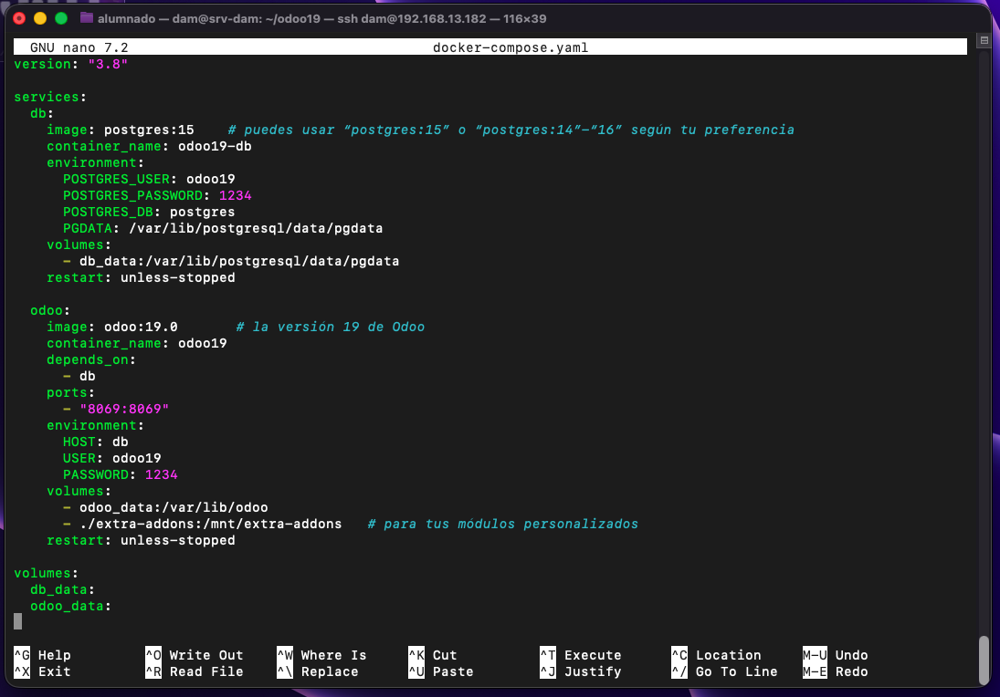 alumnado — dam@srv-dam: ~/odoo19 — ssh dam@192.168.13.182 — 116×39
GNU nano 7.2 docker-compose.yaml
version: "3.8"
services:
db:
image: postgres:15 # puedes usar “postgres:15” o “postgres:14”–“16” según tu preferencia
container_name: odoo19-db
environment:
POSTGRES_USER: odoo19
POSTGRES_PASSWORD: 1234
POSTGRES_DB: postgres
PGDATA: /var/lib/postgresql/data/pgdata
volumes:
- db_data:/var/lib/postgresql/data/pgdata
restart: unless-stopped
odoo:
image: odoo:19.0 # la versión 19 de Odoo
container_name: odoo19
depends_on:
- db
ports:
- "8069:8069"
environment:
HOST: db
USER: odoo19
PASSWORD: 1234
volumes:
- odoo_data:/var/lib/odoo
- ./extra-addons:/mnt/extra-addons # para tus módulos personalizados
restart: unless-stopped
volumes:
db_data:
odoo_data:
^G Help ^O Write Out ^W Where Is ^K Cut ^T Execute ^C Location M-U Undo
^X Exit ^R Read File ^\ Replace ^U Paste ^J Justify ^/ Go To Line M-E Redo